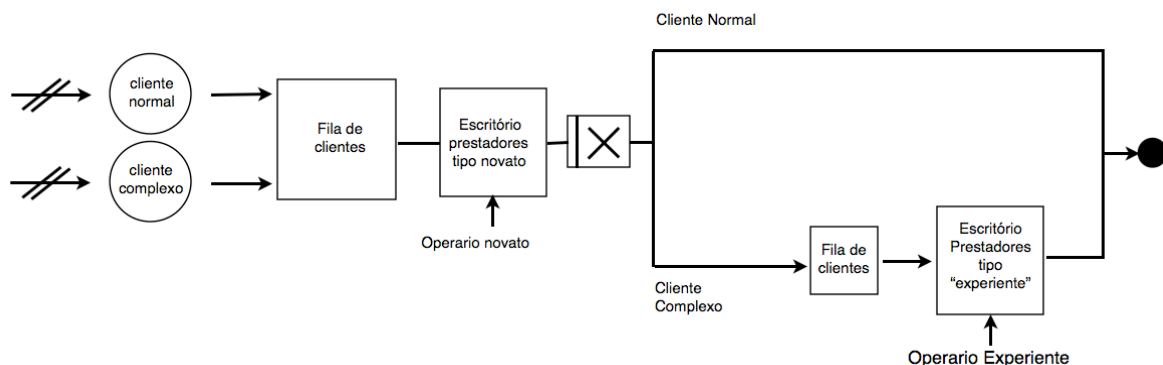 Cliente Normal
cliente
normal
cliente
complexo
Fila de
clientes
Escritório
prestadores
tipo novato
Operario novato
Cliente
Complexo
Fila de
clientes
Escritório
Prestadores
tipo
“experiente”
Operario Experiente